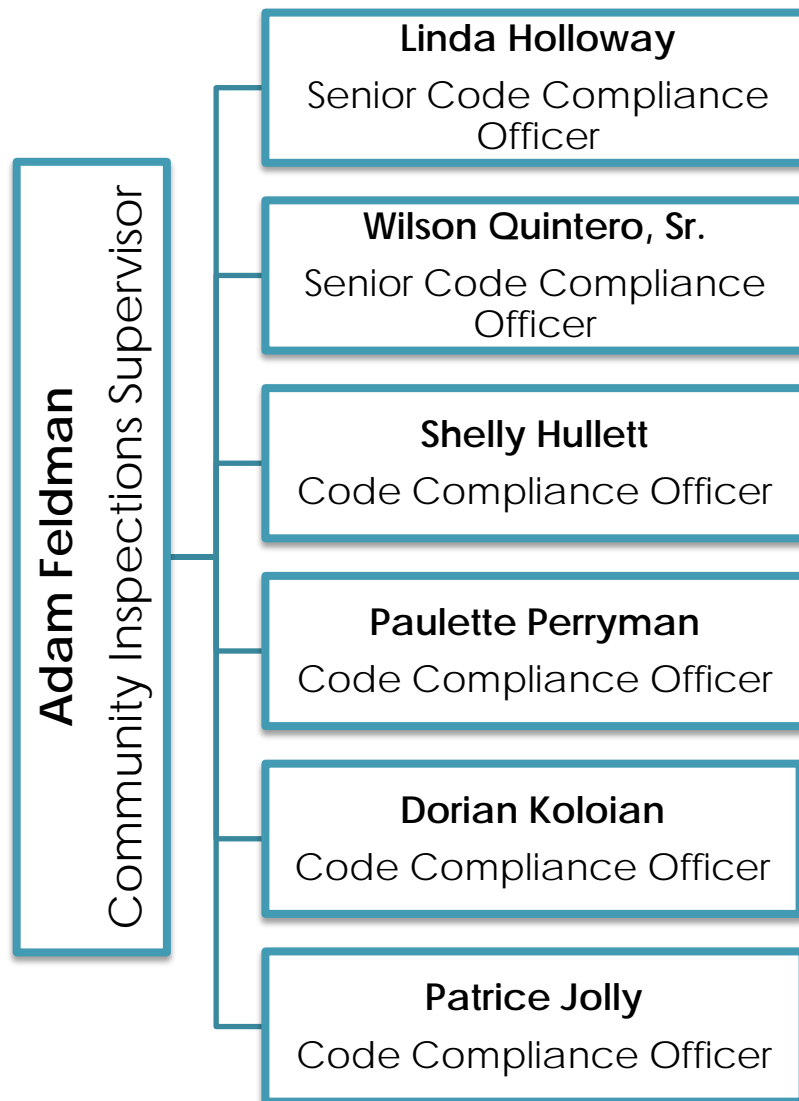 Adam Feldman
Community Inspections Supervisor
Linda Holloway
Senior Code Compliance
Officer
Wilson Quintero, Sr.
Senior Code Compliance
Officer
Shelly Hullett
Code Compliance Officer
Paulette Perryman
Code Compliance Officer
Dorian Koloian
Code Compliance Officer
Patrice Jolly
Code Compliance Officer